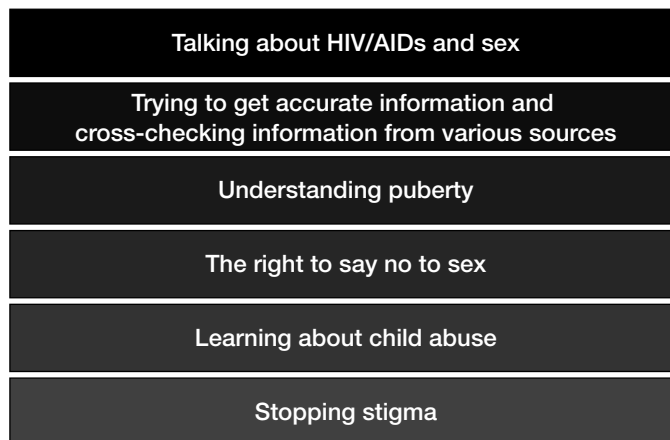 Talking about HIV/AIDs and sex
Trying to get accurate information and
cross-checking information from various sources
Understanding puberty
The right to say no to sex
Learning about child abuse
Stopping stigma